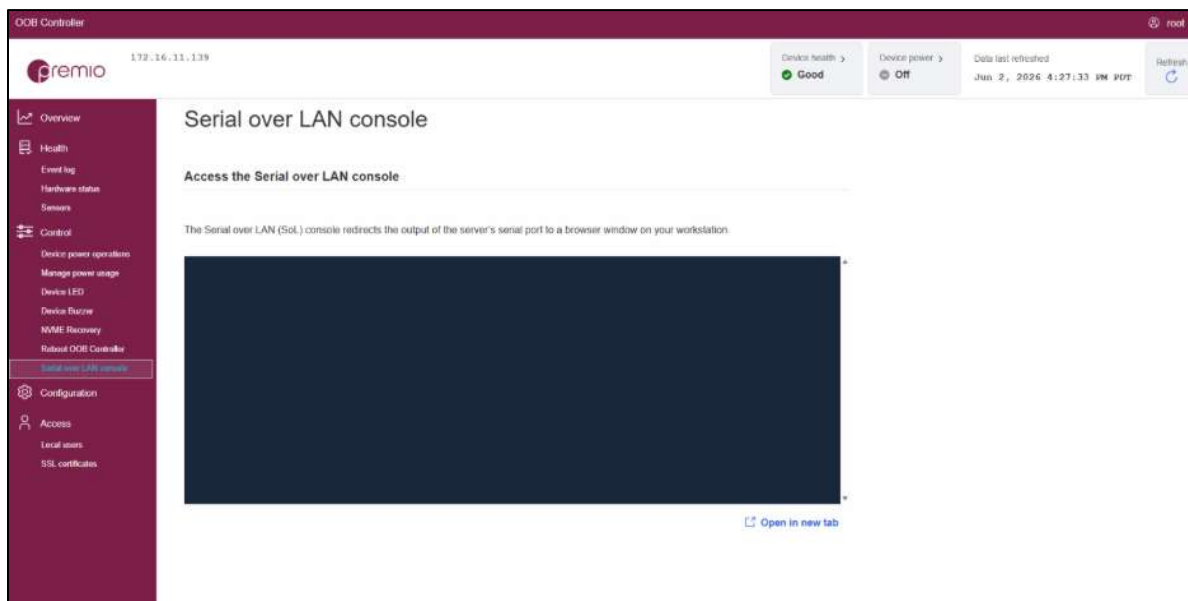 OOB Controller
root
premio
172.16.11.139
Device health >
Good
Device power >
Off
Data last refreshed
Jun 2, 2026 4:27:33 PM PDT
Refresh
Overview
Health
Event log
Hardware status
Sensors
Control
Device power operations
Manage power usage
Device LED
Device Buzzer
NVME Recovery
Reboot OOB Controller
Serial over LAN console
Configuration
Access
Local users
SSL certificates
Serial over LAN console
Access the Serial over LAN console
The Serial over LAN (SoL) console redirects the output of the server's serial port to a browser window on your workstation.
Open in new tab